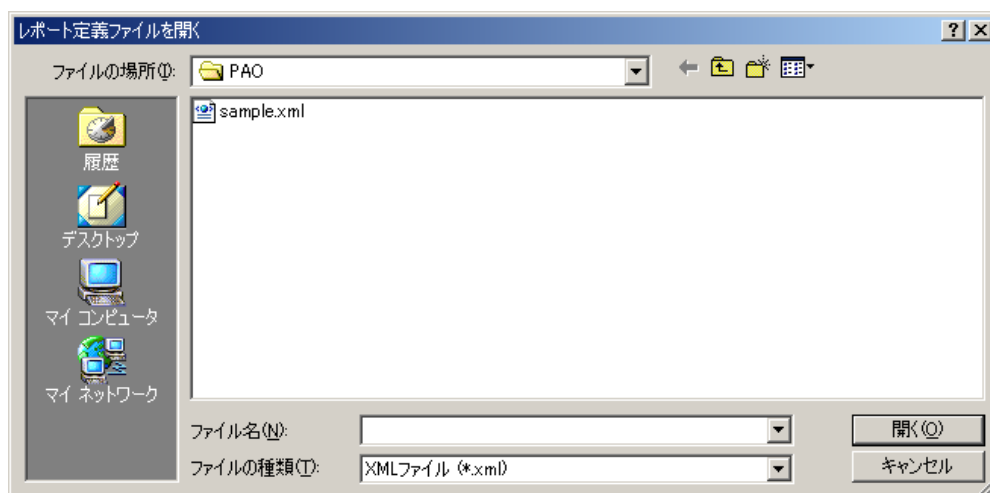 レポート定義ファイルを開く
ファイルの場所(I):
PAO
sample.xml
履歴
デスクトップ
マイ コンピュータ
マイ ネットワーク
ファイル名(N):
開く(O)
ファイルの種類(T):
XMLファイル (*.xml)
キャンセル